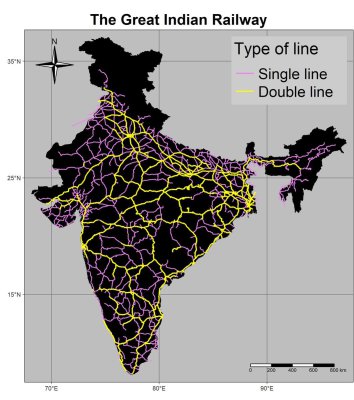 The Great Indian Railway
N
Type of line
Single line
Double line
35°N
25°N
15°N
0 200 400 600 800 km
70°E 80°E 90°E